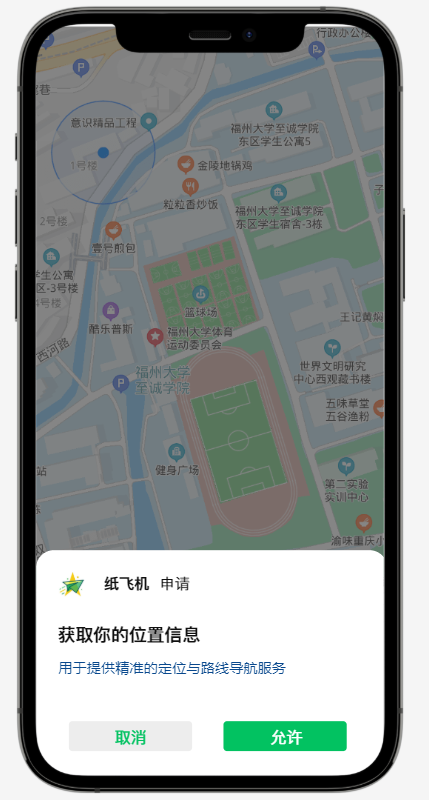 行政办公楼
尾巷
意识精品工程
1号楼
福州大学至诚学院
东区学生公寓5
金陵地锅鸡
粒粒香炒饭
福州大学至诚学院
东区学生宿舍-3栋
2号楼
壹号煎包
学生公寓
区-3号楼
4号楼
篮球场
酷乐普斯
福州大学体育
运动委员会
王记黄焖
西河路
世界文明研究
中心西观藏书楼
福州大学
至诚学院
五味草堂
五谷渔粉
健身广场
站
第二实验
实训中心
渝味重庆小
纸飞机 申请
获取你的位置信息
用于提供精准的定位与路线导航服务
取消
允许